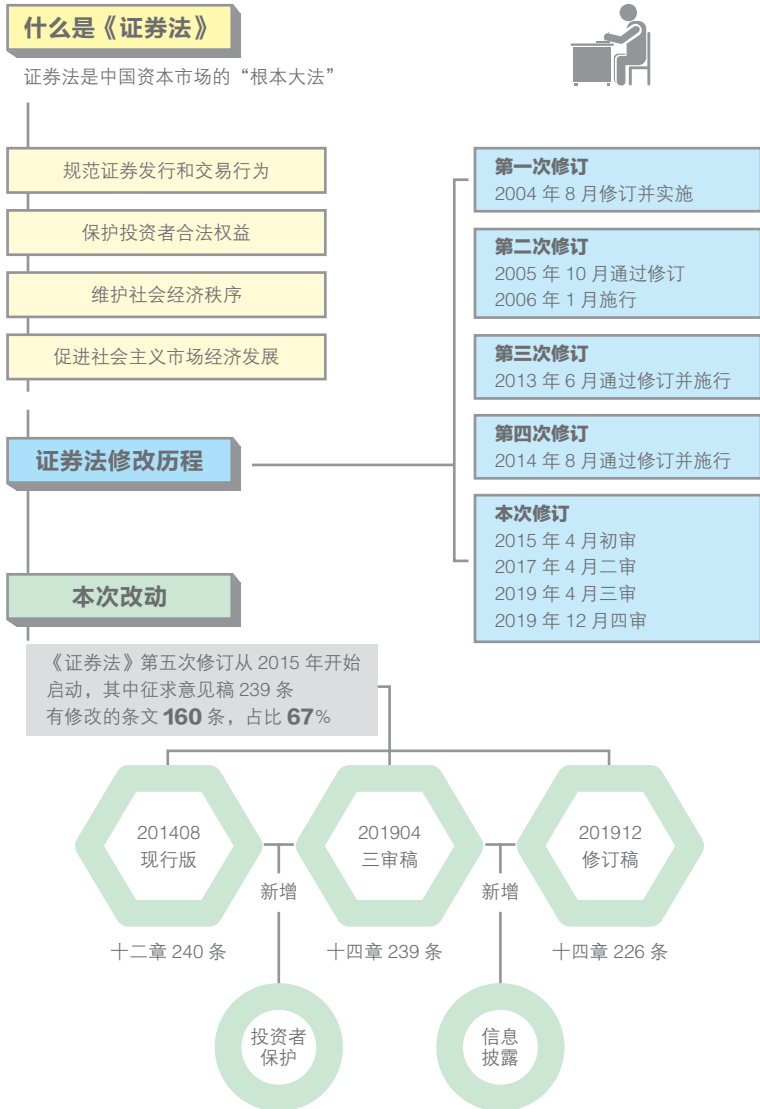 什么是《证券法》
证券法是中国资本市场的“根本大法”
规范证券发行和交易行为
保护投资者合法权益
维护社会经济秩序
促进社会主义市场经济发展
证券法修改历程
第一次修订
2004 年 8 月修订并实施
第二次修订
2005 年 10 月通过修订
2006 年 1 月施行
第三次修订
2013 年 6 月通过修订并施行
第四次修订
2014 年 8 月通过修订并施行
本次修订
2015 年 4 月初审
2017 年 4 月二审
2019 年 4 月三审
2019 年 12 月四审
本次改动
《证券法》第五次修订从 2015 年开始
启动，其中征求意见稿 239 条
有修改的条文 160 条，占比 67%
201408
现行版
十二章 240 条
新增
投资者
保护
201904
三审稿
十四章 239 条
新增
信息
披露
201912
修订稿
十四章 226 条